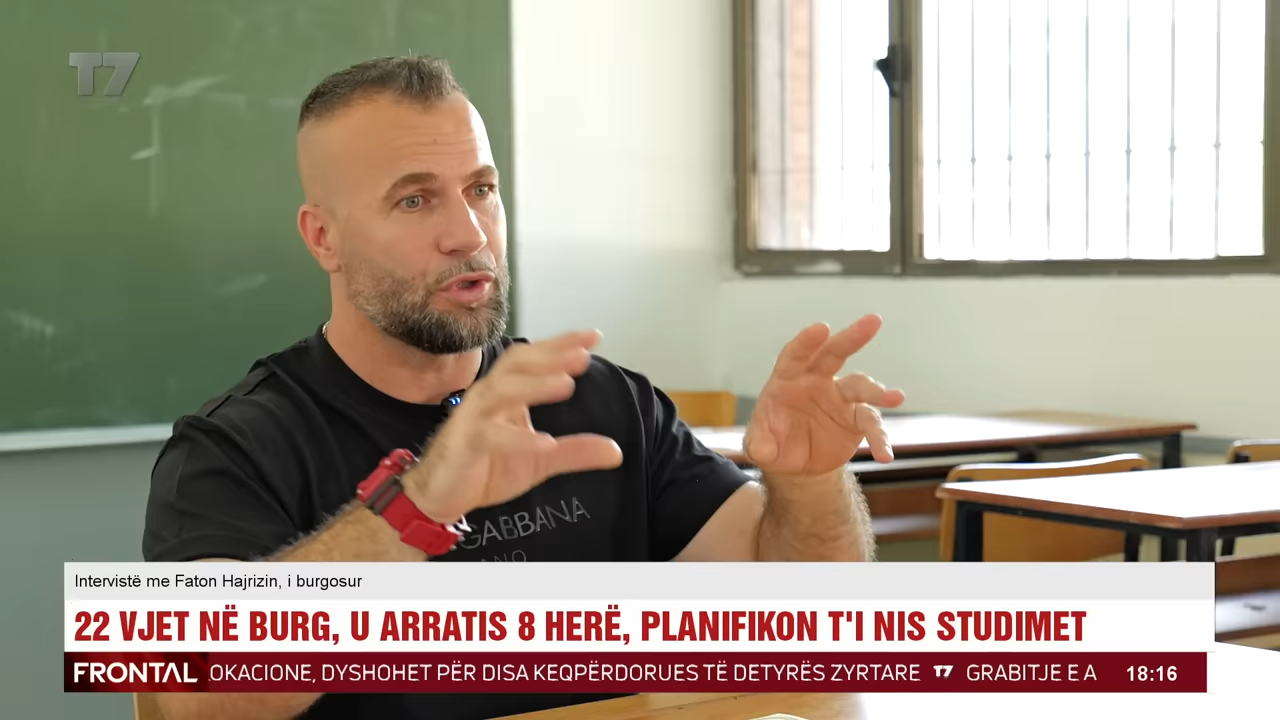 T7
GABBANA
Intervistë me Faton Hajrizin, i burgosur
22 VJET NË BURG, U ARRATIS 8 HERË, PLANIFIKON T'I NIS STUDIMET
FRONTAL OKACIONE, DYSHOHET PËR DISA KEQPËRDORUES TË DETYRËS ZYRTARE T7 GRABITJE E A 18:16